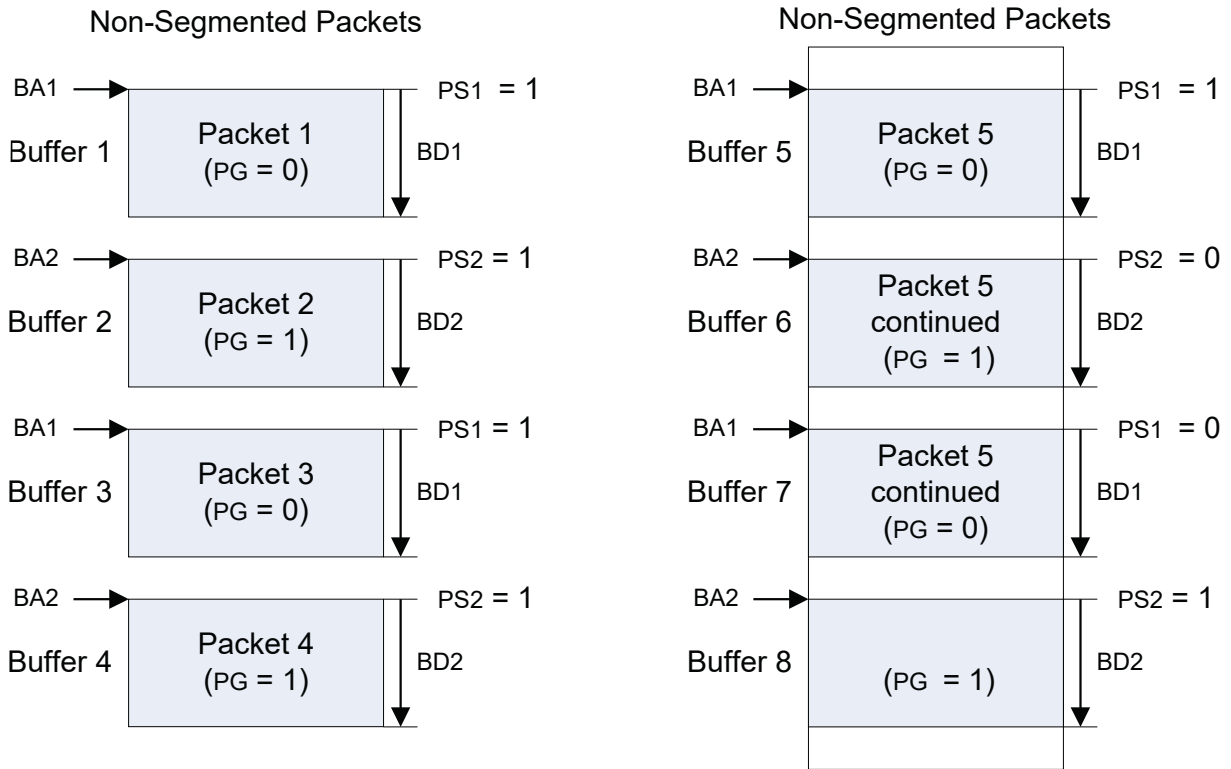 Non-Segmented Packets
BA1
Buffer 1
Packet 1
(PG = 0)
PS1 = 1
BD1
BA2
Buffer 2
Packet 2
(PG = 1)
PS2 = 1
BD2
BA1
Buffer 3
Packet 3
(PG = 0)
PS1 = 1
BD1
BA2
Buffer 4
Packet 4
(PG = 1)
PS2 = 1
BD2
Non-Segmented Packets
BA1
Buffer 5
Packet 5
(PG = 0)
PS1 = 1
BD1
BA2
Buffer 6
Packet 5
continued
(PG = 1)
PS2 = 0
BD2
BA1
Buffer 7
Packet 5
continued
(PG = 0)
PS1 = 0
BD1
BA2
Buffer 8
(PG = 1)
PS2 = 1
BD2